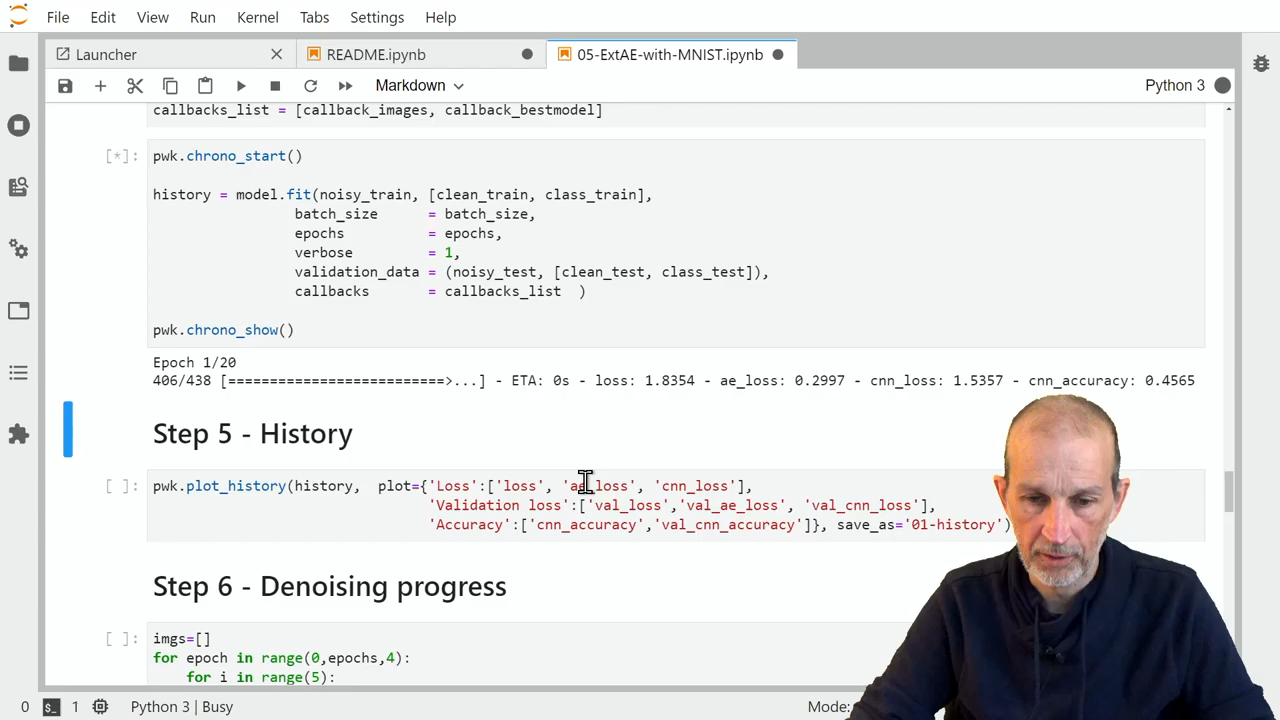 File Edit View Run Kernel Tabs Settings Help
Launcher README.ipynb 05-ExtAE-with-MNIST.ipynb
Markdown Python 3
callbacks_list = [callback_images, callback_bestmodel]
[*]: pwk.chrono_start()
history = model.fit(noisy_train, [clean_train, class_train],
batch_size = batch_size,
epochs = epochs,
verbose = 1,
validation_data = (noisy_test, [clean_test, class_test]),
callbacks = callbacks_list )
pwk.chrono_show()
Epoch 1/20
406/438 [==========================>...] - ETA: 0s - loss: 1.8354 - ae_loss: 0.2997 - cnn_loss: 1.5357 - cnn_accuracy: 0.4565
Step 5 - History
[ ]: pwk.plot_history(history, plot={'Loss':['loss', 'ae_loss', 'cnn_loss'],
'Validation loss':['val_loss','val_ae_loss', 'val_cnn_loss'],
'Accuracy':['cnn_accuracy','val_cnn_accuracy']}, save_as='01-history')
Step 6 - Denoising progress
[ ]: imgs=[]
for epoch in range(0,epochs,4):
for i in range(5):
0 1 Python 3 | Busy Mode: